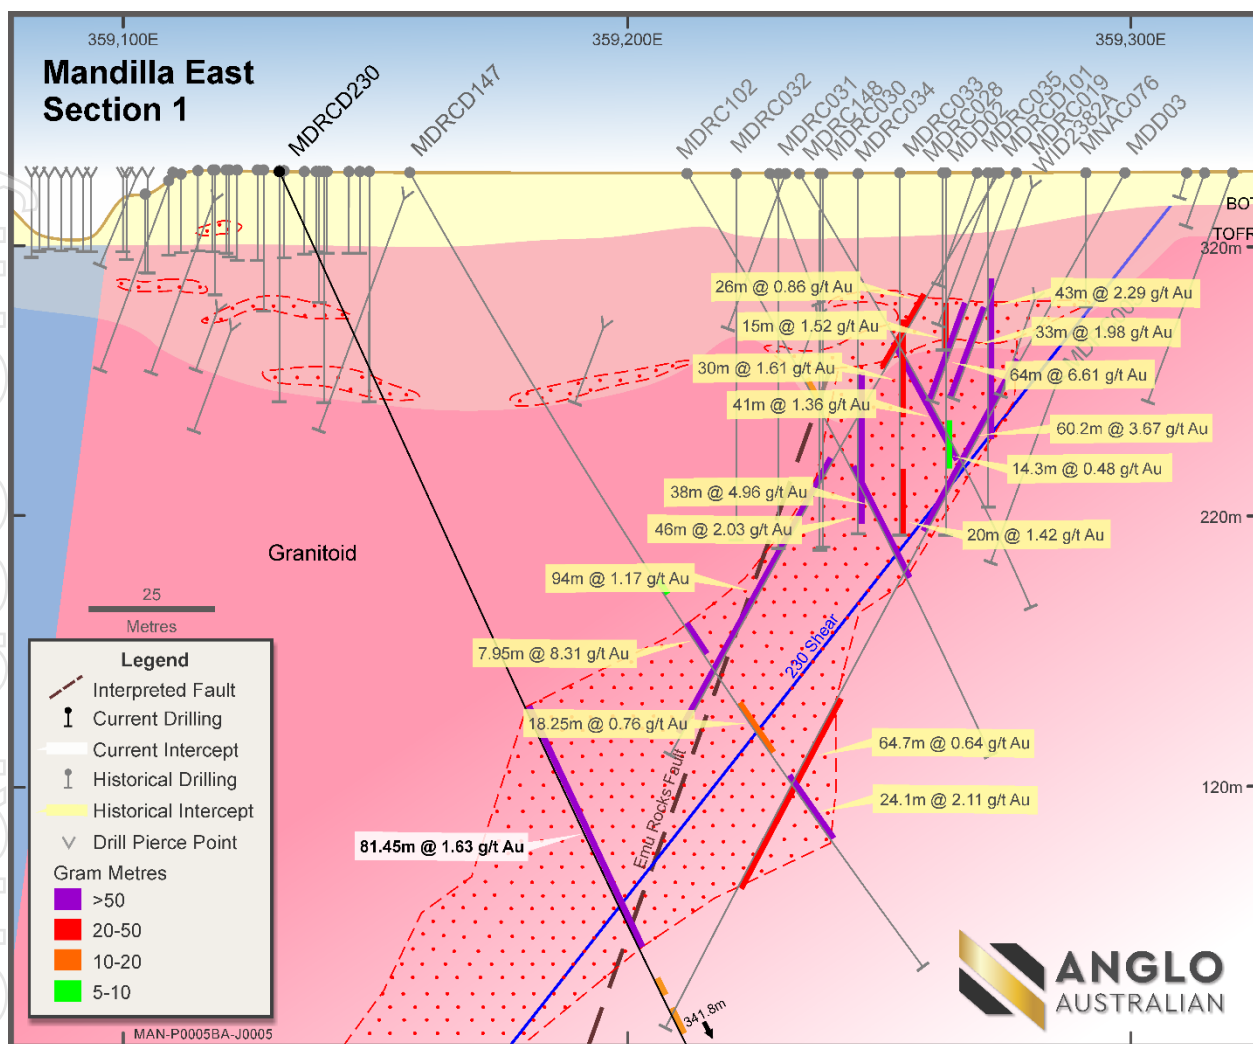 359,100E
359,200E
359,300E
Mandilla East
Section 1
MDRCD230
MDRCD147
MDRC102
MDRC032
MDRC031
MDRC148
MDRC030
MDRC034
MDRC033
MDRC028
MDD02
MDRC035
MDRCD101
MDRC019
WID2382A
MNAC076
MDD03
BOT
TOFR
320m
26m @ 0.86 g/t Au
43m @ 2.29 g/t Au
15m @ 1.52 g/t Au
33m @ 1.98 g/t Au
30m @ 1.61 g/t Au
64m @ 6.61 g/t Au
41m @ 1.36 g/t Au
60.2m @ 3.67 g/t Au
14.3m @ 0.48 g/t Au
38m @ 4.96 g/t Au
220m
46m @ 2.03 g/t Au
20m @ 1.42 g/t Au
Granitoid
94m @ 1.17 g/t Au
25
Metres
230 Shear
7.95m @ 8.31 g/t Au
18.25m @ 0.76 g/t Au
64.7m @ 0.64 g/t Au
120m
24.1m @ 2.11 g/t Au
Emu Rocks Fault
81.45m @ 1.63 g/t Au
341.8m
Legend
Interpreted Fault
Current Drilling
Current Intercept
Historical Drilling
Historical Intercept
Drill Pierce Point
Gram Metres
>50
20-50
10-20
5-10
MAN-P0005BA-J0005
ANGLO
AUSTRALIAN